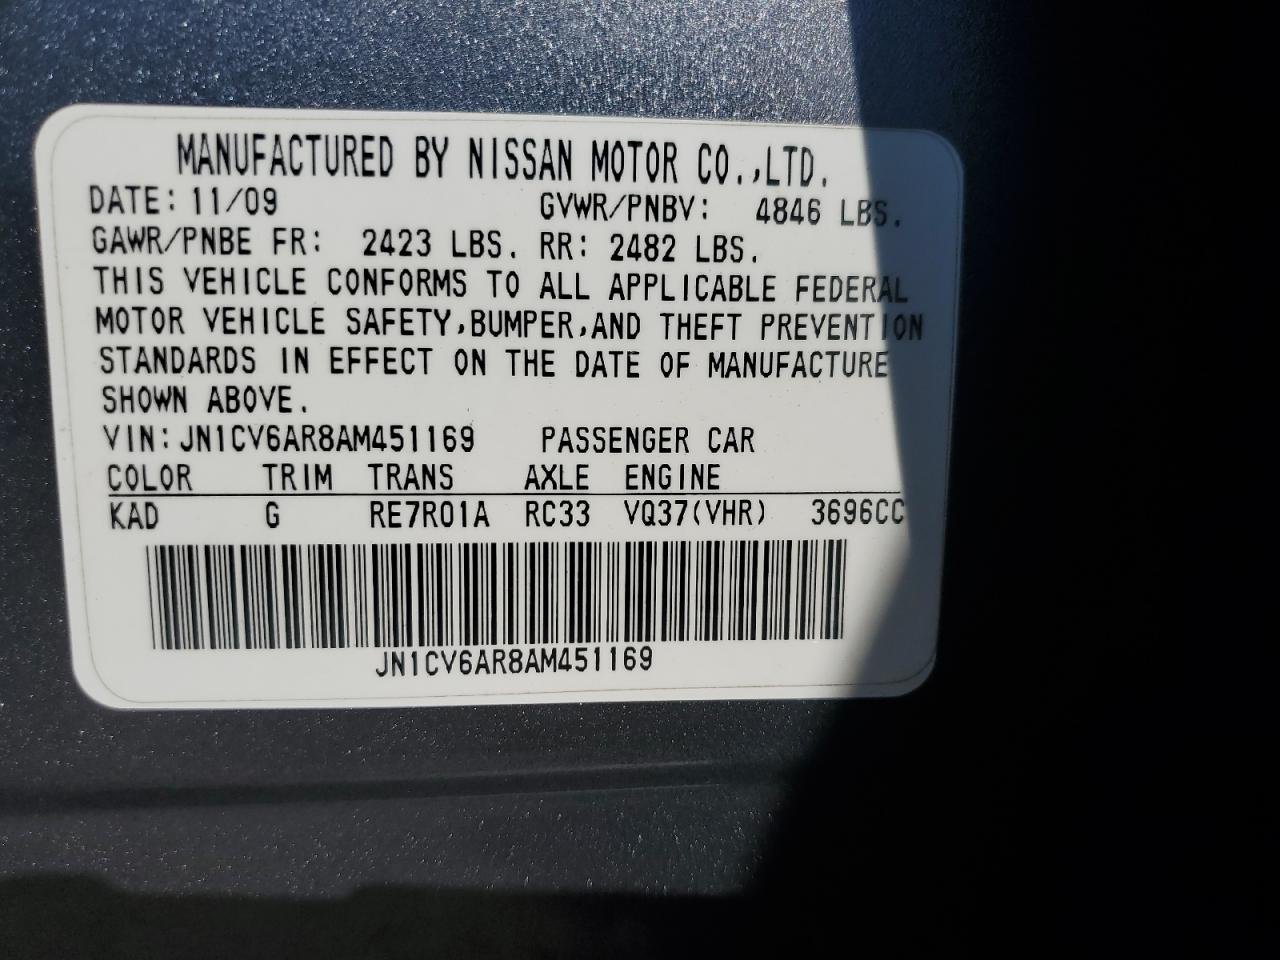 MANUFACTURED BY NISSAN MOTOR CO.,LTD.
DATE: 11/09 GVWR/PNBV: 4846 LBS.
GAWR/PNBE FR: 2423 LBS. RR: 2482 LBS.
THIS VEHICLE CONFORMS TO ALL APPLICABLE FEDERAL
MOTOR VEHICLE SAFETY,BUMPER,AND THEFT PREVENTION
STANDARDS IN EFFECT ON THE DATE OF MANUFACTURE
SHOWN ABOVE.
VIN: JN1CV6AR8AM451169 PASSENGER CAR
COLOR TRIM TRANS AXLE ENGINE
KAD G RE7R01A RC33 VQ37(VHR) 3696CC
JN1CV6AR8AM451169